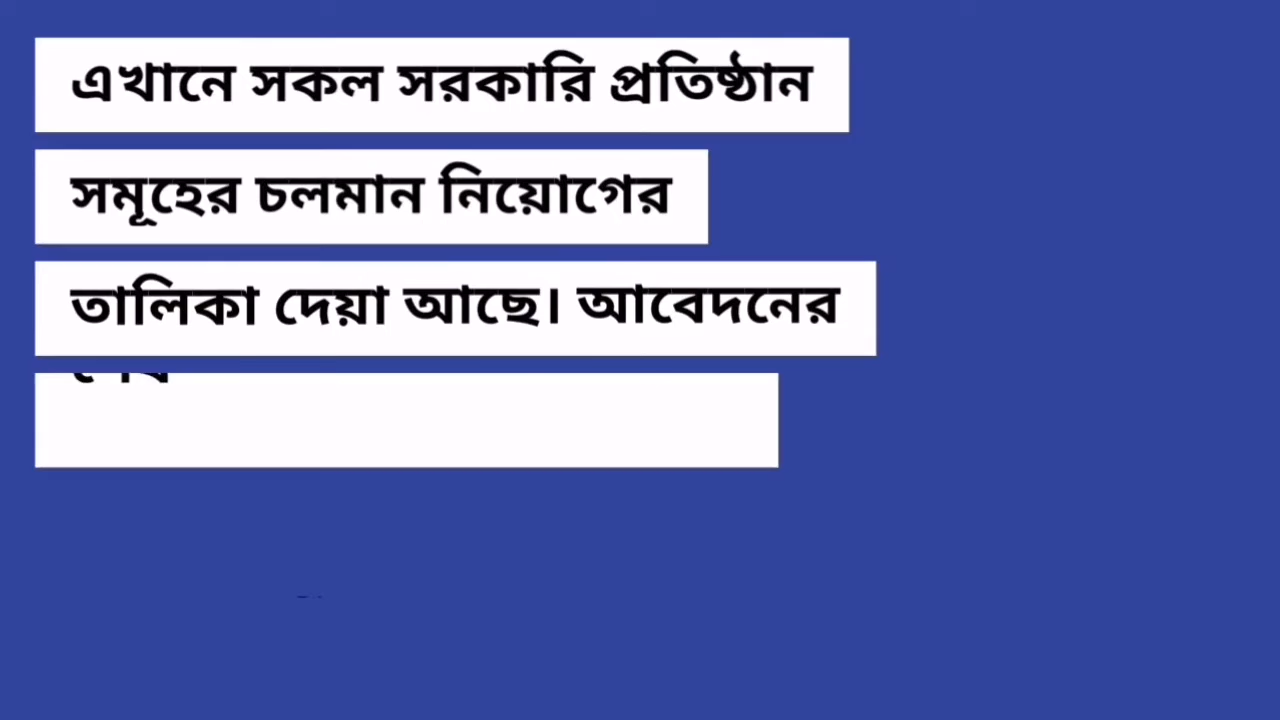 এখানে সকল সরকারি প্রতিষ্ঠান
সমূহের চলমান নিয়োগের
তালিকা দেয়া আছে। আবেদনের